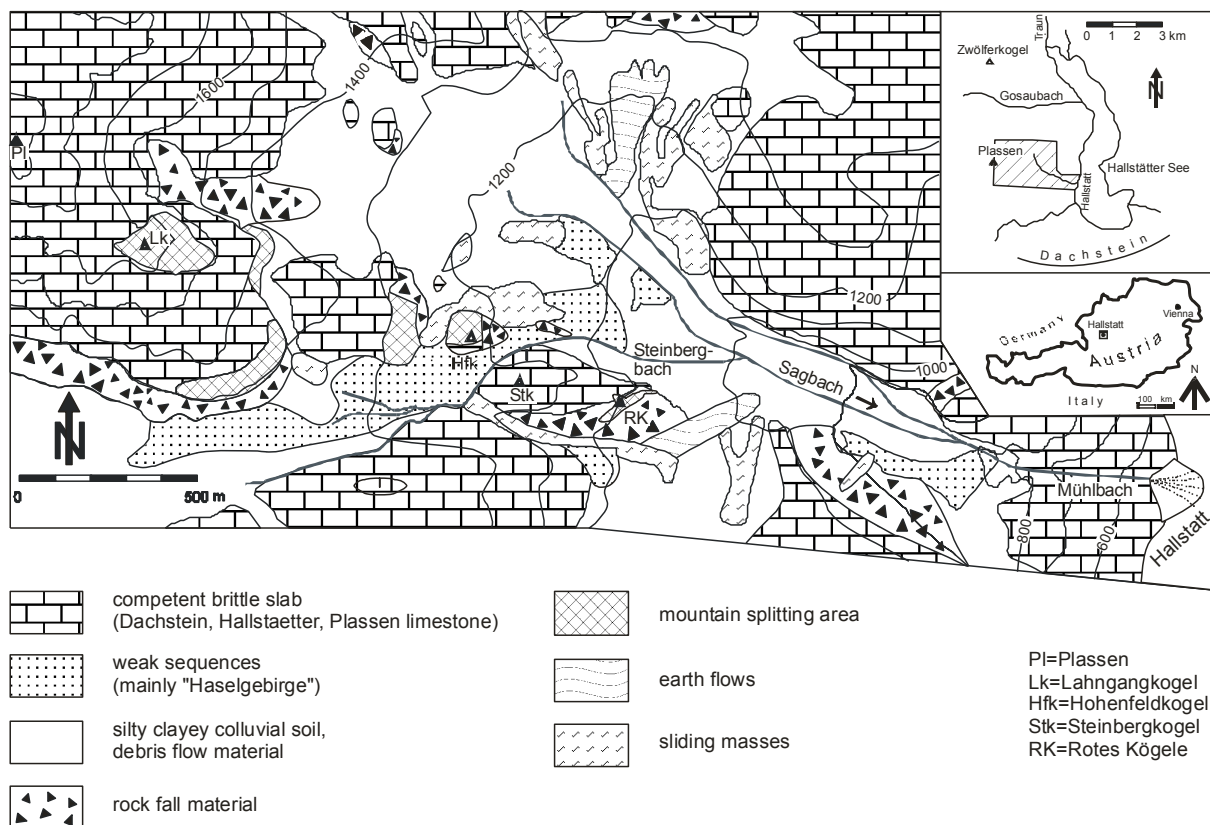 1600
1400
1200
Pl
Lk
Hfk
Stk
RK
Steinberg-
bach
Sagbach
1200
1000
Mühlbach
800
600
Hallstatt
N
0 500 m
Traun
0 1 2 3 km
Zwölferkogel
N
Gosaubach
Plassen
Hallstatt
Hallstätter See
Dachstein
Germany
Hallstatt
Vienna
Austria
Italy
N
100 km
competent brittle slab
(Dachstein, Hallstaetter, Plassen limestone)
weak sequences
(mainly "Haselgebirge")
silty clayey colluvial soil,
debris flow material
rock fall material
mountain splitting area
earth flows
sliding masses
Pl=Plassen
Lk=Lahngangkogel
Hfk=Hohenfeldkogel
Stk=Steinbergkogel
RK=Rotes Kögele